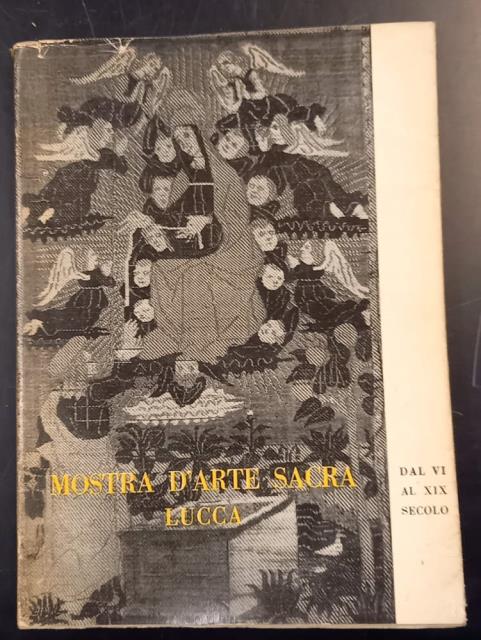 MOSTRA D'ARTE SACRA
LUCCA
DAL VI
AL XIX
SECOLO